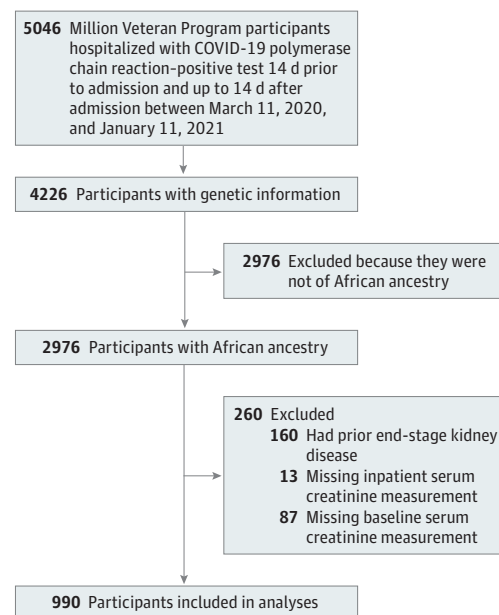 5046 Million Veteran Program participants
hospitalized with COVID-19 polymerase
chain reaction-positive test 14 d prior
to admission and up to 14 d after
admission between March 11, 2020,
and January 11, 2021
4226 Participants with genetic information
2976 Excluded because they were
not of African ancestry
2976 Participants with African ancestry
260 Excluded
160 Had prior end-stage kidney
disease
13 Missing inpatient serum
creatinine measurement
87 Missing baseline serum
creatinine measurement
990 Participants included in analyses